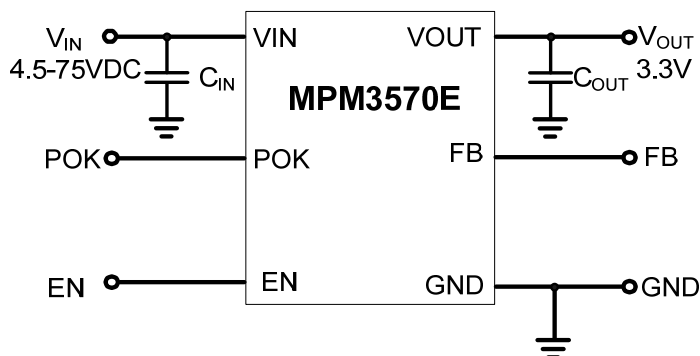 VIN VIN VOUT VOUT
4.5-75VDC CIN COUT 3.3V
MPM3570E
POK POK FB FB
EN EN GND GND